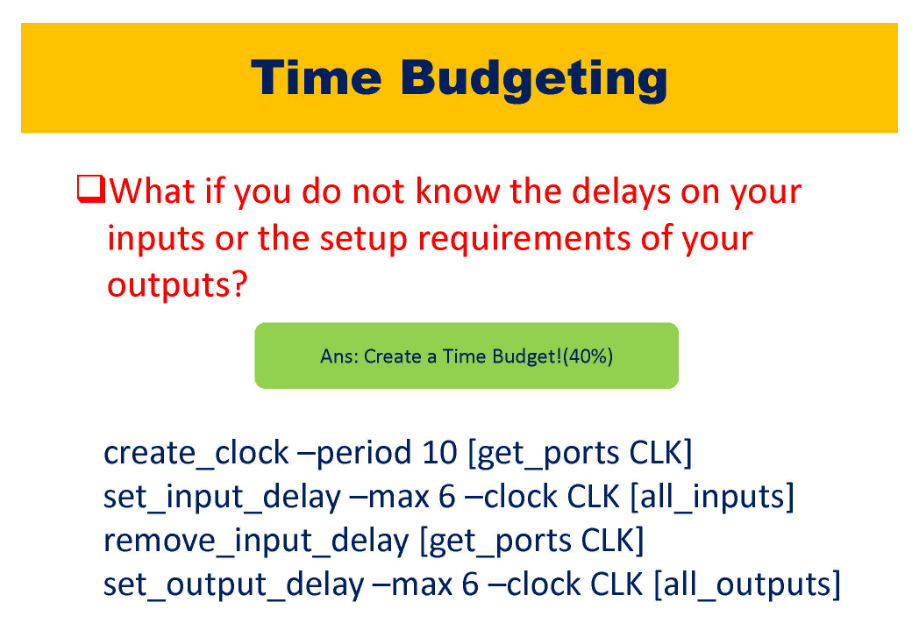 Time Budgeting
❑What if you do not know the delays on your
inputs or the setup requirements of your
outputs?
Ans: Create a Time Budget!(40%)
create_clock –period 10 [get_ports CLK]
set_input_delay –max 6 –clock CLK [all_inputs]
remove_input_delay [get_ports CLK]
set_output_delay –max 6 –clock CLK [all_outputs]